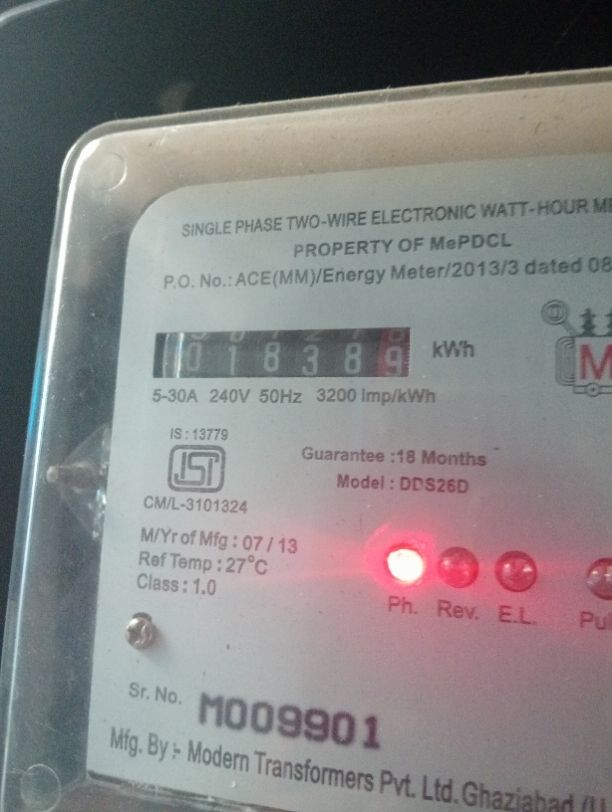 SINGLE PHASE TWO-WIRE ELECTRONIC WATT-HOUR
PROPERTY OF MePDCL
P.O. No.: ACE(MM)/Energy Meter/2013/3 dated 08
018389 kWh
5-30A 240V 50Hz 3200 imp/kWh
IS : 13779
ISI
CM/L-3101324
Guarantee :18 Months
Model : DDS26D
M
M/Yr of Mfg : 07 / 13
Ref Temp : 27°C
Class : 1.0
Ph. Rev. E.L.
Sr. No. M009901
Mfg. By :- Modern Transformers Pvt. Ltd. Ghaziabad